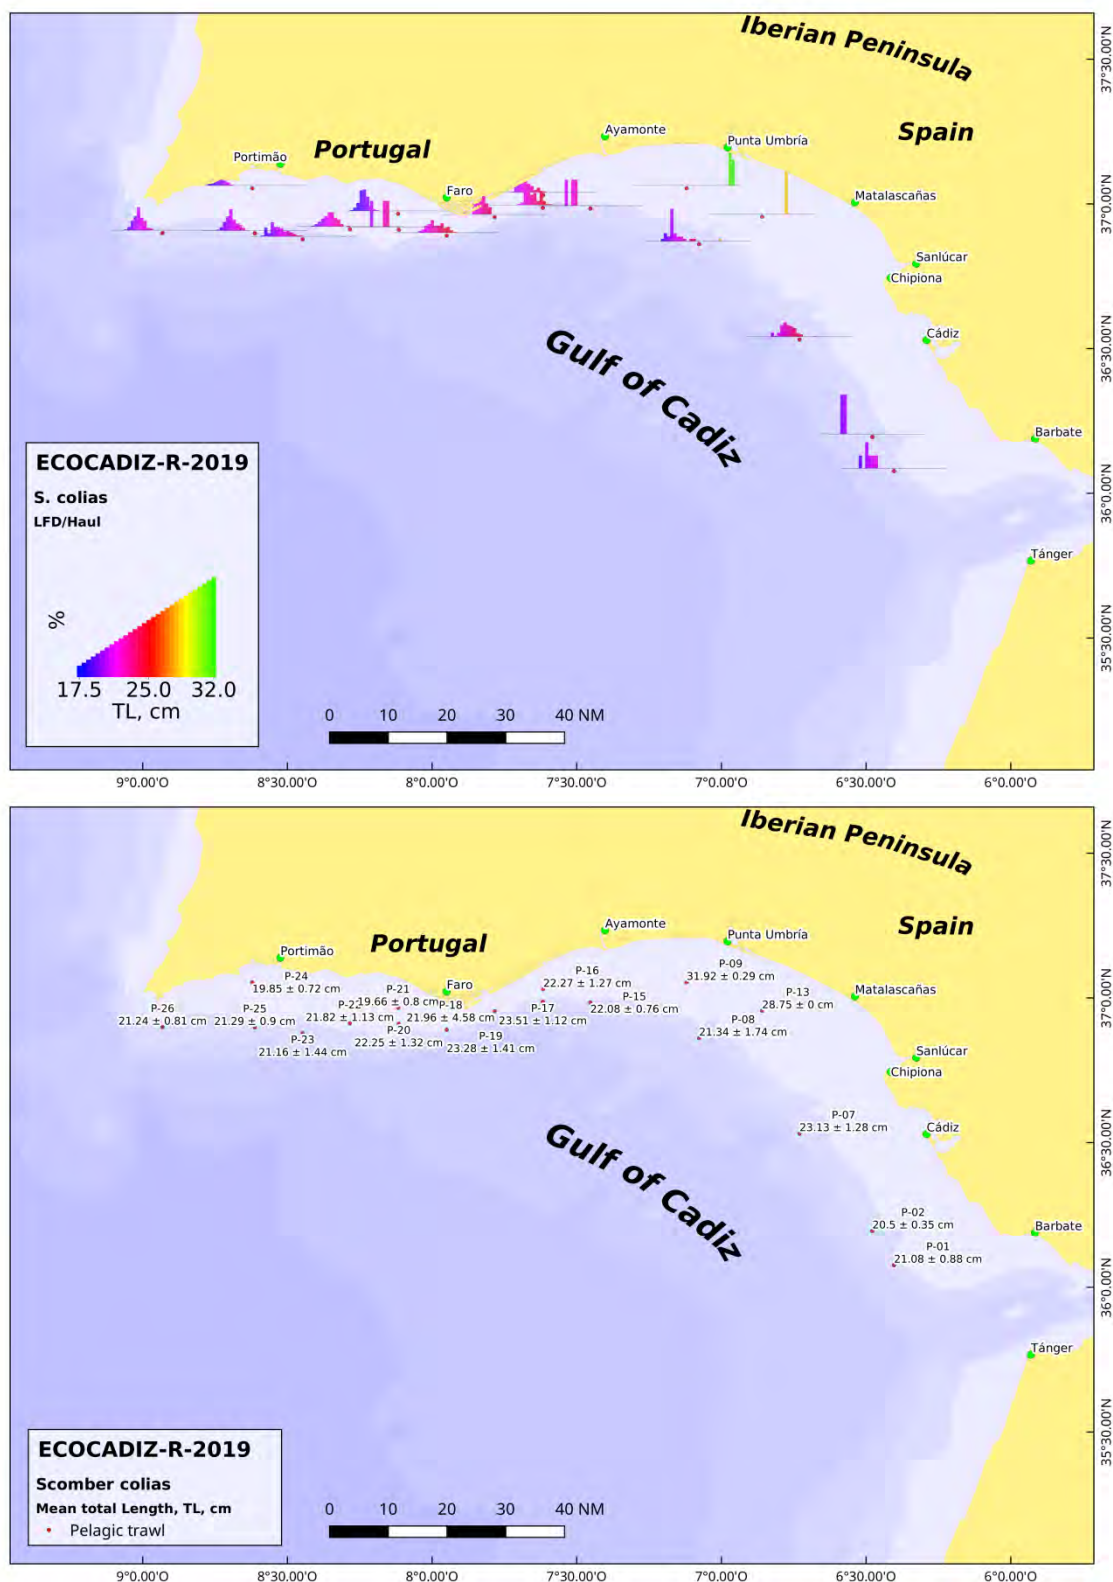 Iberian Peninsula
37°30.00'N
Spain
Ayamonte
Punta Umbría
Portugal
Portimão
Faro
Matalascañas
37°0.00'N
Sanlúcar
Chipiona
Cádiz
36°30.00'N
Gulf of Cadiz
Barbate
ECOCADIZ-R-2019
S. colias
LFD/Haul
36°0.00'N
Tánger
%
35°30.00'N
17.5 25.0 32.0
TL, cm
0 10 20 30 40 NM
9°0.00'O 8°30.00'O 8°0.00'O 7°30.00'O 7°0.00'O 6°30.00'O 6°0.00'O
Iberian Peninsula
37°30.00'N
Spain
Ayamonte
Punta Umbría
Portugal
Portimão
P-09
31.92 ± 0.29 cm
P-16
22.27 ± 1.27 cm
P-24
19.85 ± 0.72 cm
Faro
P-21
19.66 ± 0.8 cm
P-13
28.75 ± 0 cm
Matalascañas
37°0.00'N
P-15
22.08 ± 0.76 cm
P-26
21.24 ± 0.81 cm
P-25
21.29 ± 0.9 cm
21.82 ± 1.13 cm
P-18
21.96 ± 4.58 cm
P-17
23.51 ± 1.12 cm
P-08
21.34 ± 1.74 cm
P-20
22.25 ± 1.32 cm
P-19
23.28 ± 1.41 cm
P-23
21.16 ± 1.44 cm
Sanlúcar
Chipiona
P-07
23.13 ± 1.28 cm
Cádiz
36°30.00'N
Gulf of Cadiz
P-02
20.5 ± 0.35 cm
Barbate
P-01
21.08 ± 0.88 cm
36°0.00'N
Tánger
35°30.00'N
ECOCADIZ-R-2019
Scomber colias
Mean total Length, TL, cm
Pelagic trawl
0 10 20 30 40 NM
9°0.00'O 8°30.00'O 8°0.00'O 7°30.00'O 7°0.00'O 6°30.00'O 6°0.00'O